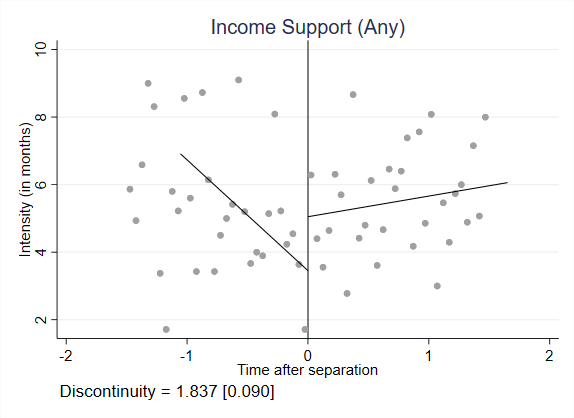 Income Support (Any)
Intensity (in months)
10
8
6
4
2
-2 -1 0 1 2
Time after separation
Discontinuity = 1.837 [0.090]